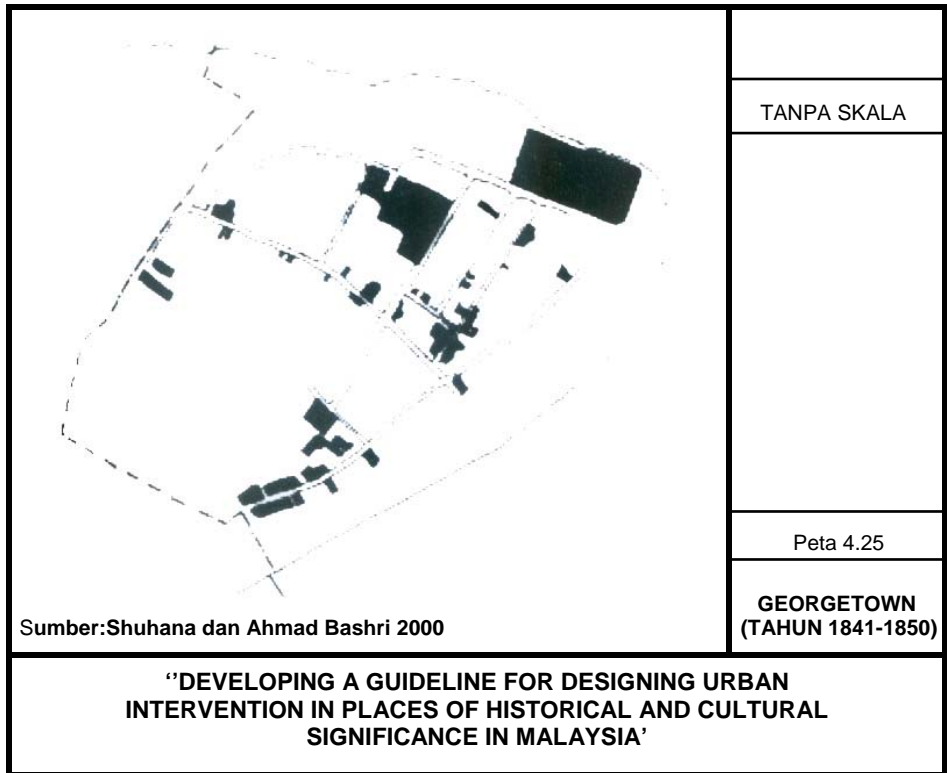 TANPA SKALA
Peta 4.25
GEORGETOWN
(TAHUN 1841-1850)
Sumber:Shuhana dan Ahmad Bashri 2000
‘’DEVELOPING A GUIDELINE FOR DESIGNING URBAN
INTERVENTION IN PLACES OF HISTORICAL AND CULTURAL
SIGNIFICANCE IN MALAYSIA’